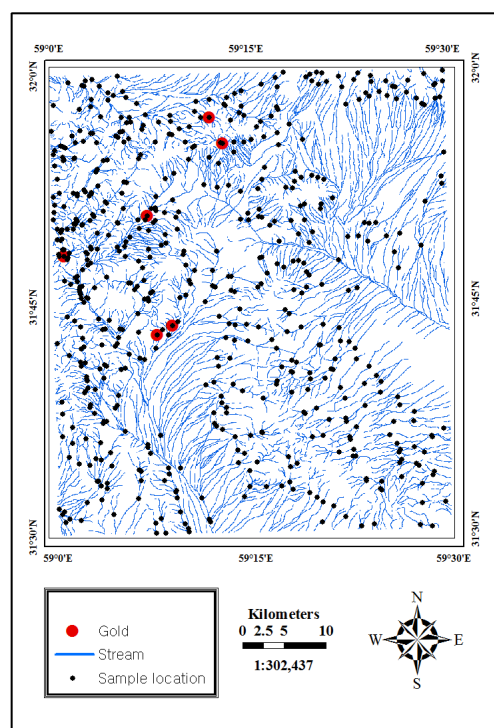 59°0'E 59°15'E 59°30'E
32°0'N 32°0'N
31°45'N 31°45'N
31°30'N 31°30'N
59°0'E 59°15'E 59°30'E
Gold
Stream
Sample location
Kilometers
0 2.5 5 10
1:302,437
N
W E
S